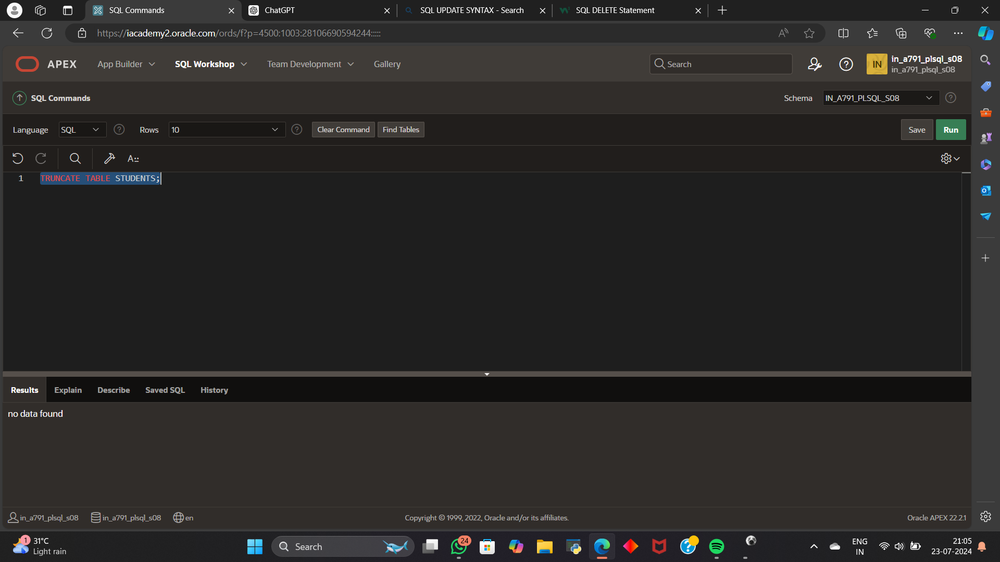 SQL Commands
ChatGPT
SQL UPDATE SYNTAX - Search
SQL DELETE Statement
https://iacademy2.oracle.com/ords/f?p=4500:1003:28106690594244:::::
APEX
App Builder
SQL Workshop
Team Development
Gallery
Search
IN
in_a791_plsql_s08
in_a791_plsql_s08
SQL Commands
Schema
IN_A791_PLSQL_S08
Language
SQL
Rows
10
Clear Command
Find Tables
Save
Run
A::
1 TRUNCATE TABLE STUDENTS;
Results
Explain
Describe
Saved SQL
History
no data found
in_a791_plsql_s08
in_a791_plsql_s08
en
Copyright © 1999, 2022, Oracle and/or its affiliates.
Oracle APEX 22.2.1
1
31°C
Light rain
Search
24
ENG
IN
21:05
23-07-2024